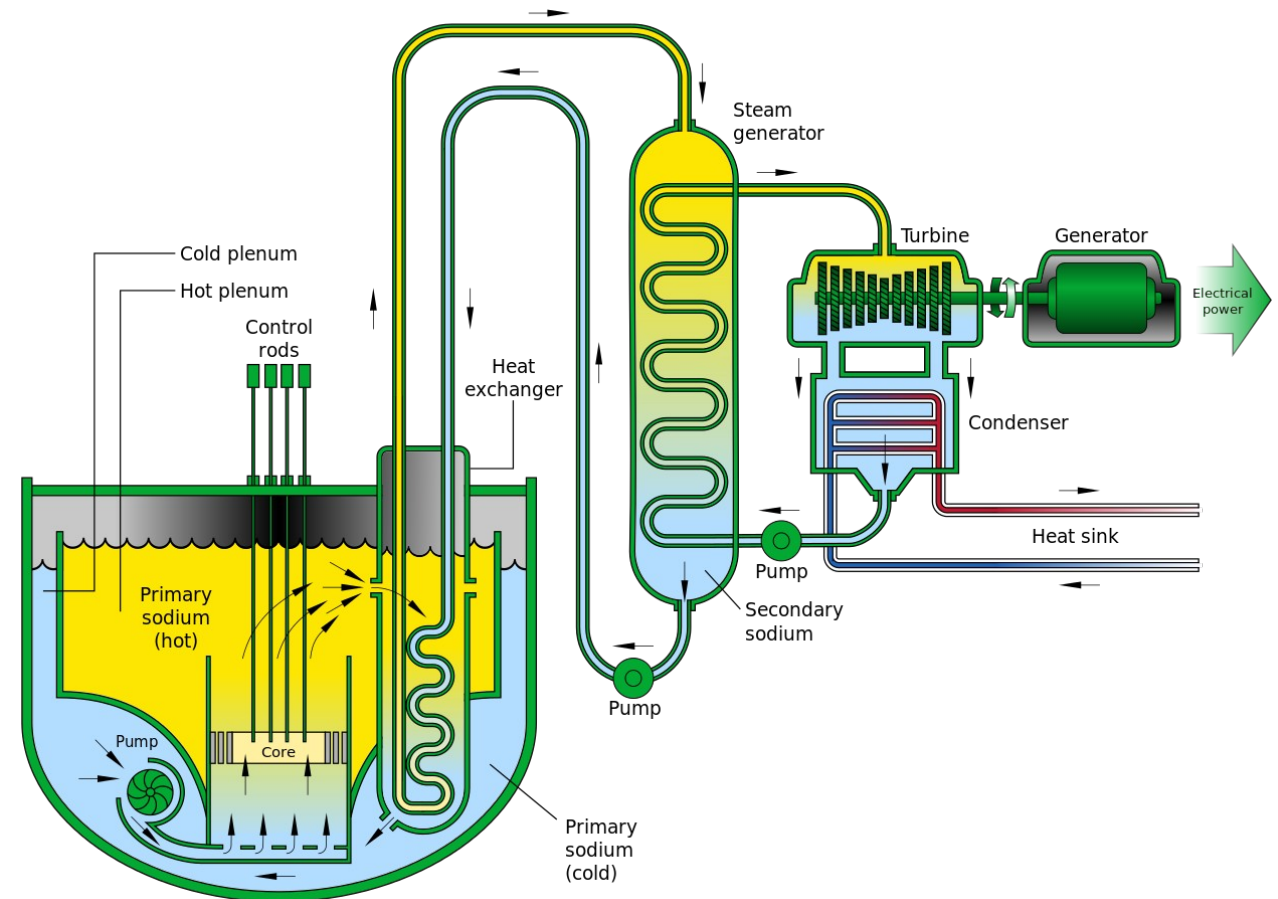 Steam
generator
Turbine
Generator
Cold plenum
Hot plenum
Electrical
power
Control
rods
Heat
exchanger
Condenser
Heat sink
Pump
Primary
sodium
(hot)
Secondary
sodium
Pump
Pump
Core
Primary
sodium
(cold)